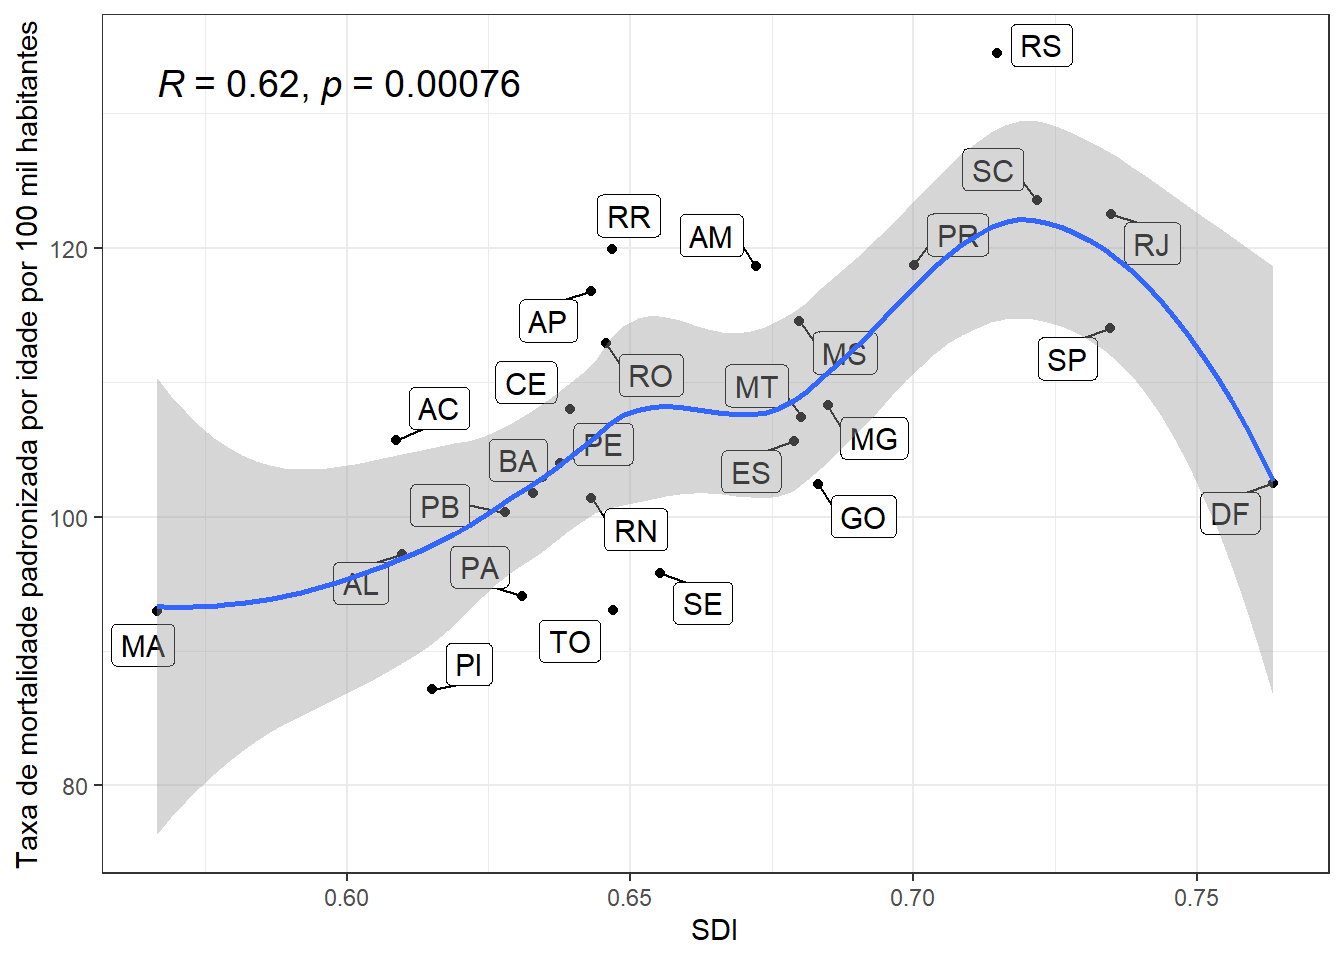 Taxa de mortalidade padronizada por idade por 100 mil habitantes
R = 0.62, p = 0.00076
RS
SC
RR
AM
PR
RJ
120
AP
MS
SP
RO
CE
MT
AC
MG
PE
BA
ES
PB
GO
DF
RN
100
PA
AL
SE
MA
TO
PI
80
0.60 0.65 0.70 0.75
SDI